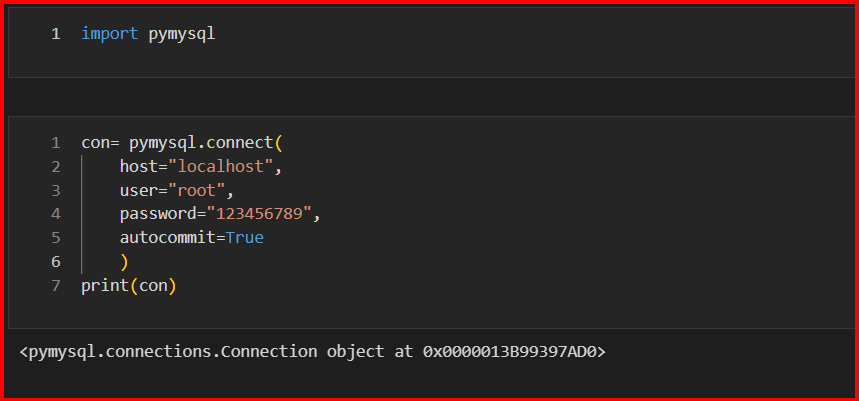 1 import pymysql
1 con= pymysql.connect(
2     host="localhost",
3     user="root",
4     password="123456789",
5     autocommit=True
6     )
7 print(con)
<pymysql.connections.Connection object at 0x0000013B99397AD0>